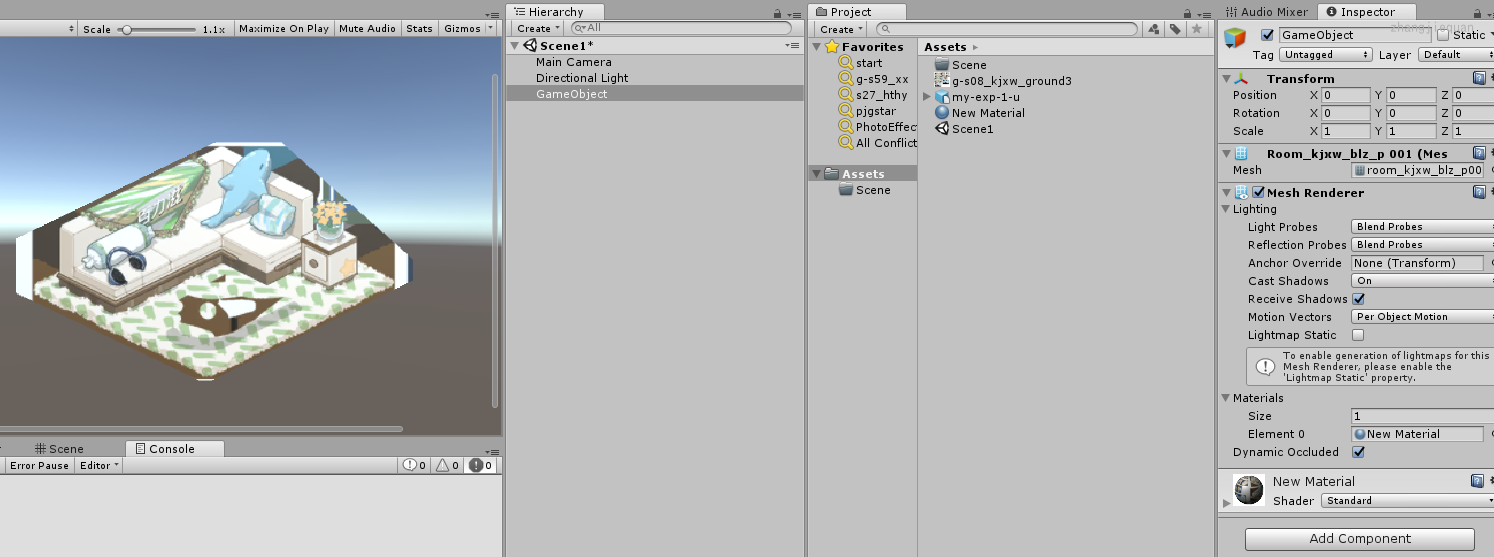 Scale 1.1x Maximize On Play Mute Audio Stats Gizmos
Scene Console
Error Pause Editor 0 0 0
Hierarchy
Create All
Scene1*
Main Camera
Directional Light
GameObject
Project
Create
Favorites
start
g-s59_xx
s27_hthy
pjgstar
PhotoEffec
All Conflict
Assets
Scene
Assets
Scene
g-s08_kjxw_ground3
my-exp-1-u
New Material
Scene1
Audio Mixer Inspector
zhangjiequan
GameObject Static
Tag Untagged Layer Default
Transform
Position X 0 Y 0 Z 0
Rotation X 0 Y 0 Z 0
Scale X 1 Y 1 Z 1
Room_kjxw_blz_p 001 (Mes
Mesh room_kjxw_blz_p00
Mesh Renderer
Lighting
Light Probes Blend Probes
Reflection Probes Blend Probes
Anchor Override None (Transform)
Cast Shadows On
Receive Shadows
Motion Vectors Per Object Motion
Lightmap Static
To enable generation of lightmaps for this
Mesh Renderer, please enable the
'Lightmap Static' property.
Materials
Size 1
Element 0 New Material
Dynamic Occluded
New Material
Shader Standard
Add Component